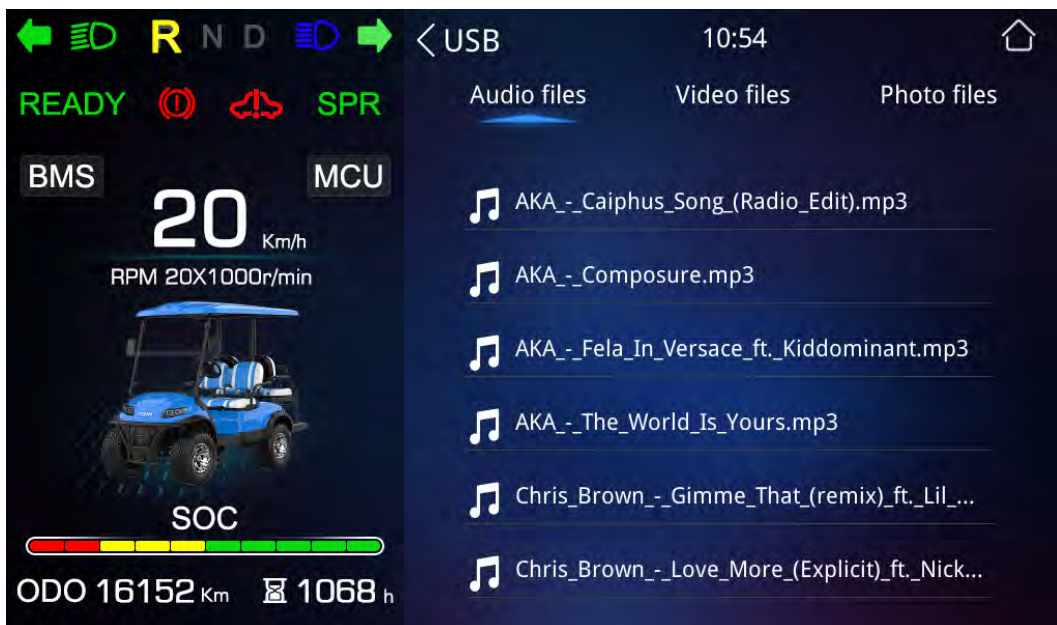 R N D
READY SPR
BMS MCU
20 Km/h
RPM 20X1000r/min
SOC
ODO 16152 Km 1068 h
USB 10:54
Audio files Video files Photo files
AKA_-_Caiphus_Song_(Radio_Edit).mp3
AKA_-_Composure.mp3
AKA_-_Fela_In_Versace_ft._Kiddominant.mp3
AKA_-_The_World_Is_Yours.mp3
Chris_Brown_-_Gimme_That_(remix)_ft._Lil_...
Chris_Brown_-_Love_More_(Explicit)_ft._Nick...